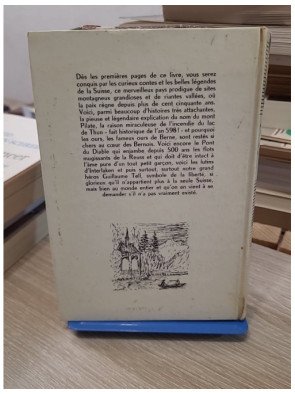 Dès les premières pages de ce livre, vous serez
conquis par les curieux contes et les belles légendes
de la Suisse, ce merveilleux pays prodigue de sites
montagneux grandioses et de riantes vallées, où
la paix règne depuis plus de cent cinquante ans.
Voici, parmi beaucoup d'histoires très attachantes,
la pieuse et légendaire explication du nom du mont
Pilate, la raison miraculeuse de l'incendie du lac
de Thun - fait historique de l'an 598! - et pourquoi
les ours, les fameux ours de Berne, sont restés si
chers au cœur des Bernois. Voici encore le Pont
du Diable qui enjambe depuis 500 ans les flots
mugissants de la Reuss et qui doit d'être intact à
l'âme pure d'un tout petit garçon, voici les lutins
d'Interlaken et puis surtout, surtout notre grand
héros Guillaume Tell, symbole de la liberté, si
glorieux qu'il n'appartient plus à la seule Suisse,
mais bien au monde entier et qu'on en vient à se
demander s'il n'a pas vraiment existé.